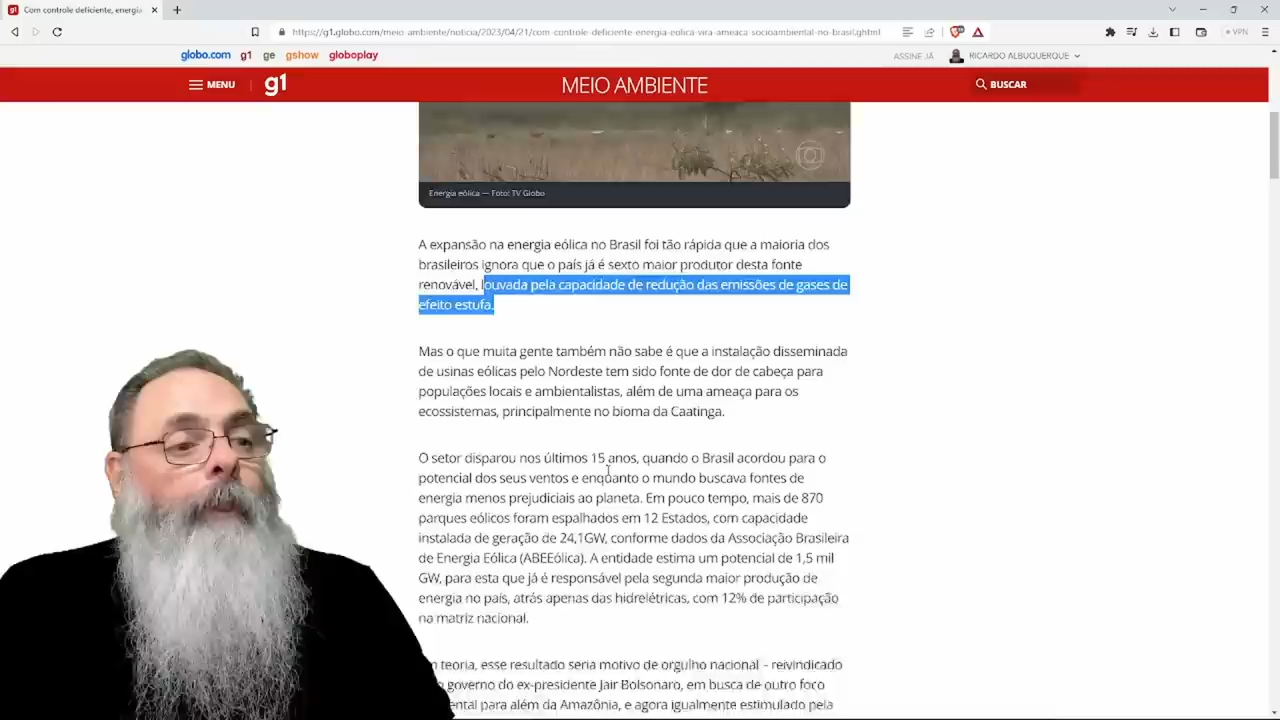 g1 Com controle deficiente, energia
https://g1.globo.com/meio-ambiente/noticia/2023/04/21/com-controle-deficiente-energia-eolica-vira-ameaca-socioambiental-no-brasil.ghtml
VPN
globo.com g1 ge gshow globoplay
ASSINE JÁ RICARDO ALBUQUERQUE
MENU g1 MEIO AMBIENTE BUSCAR
Energia eólica — Foto: TV Globo
A expansão na energia eólica no Brasil foi tão rápida que a maioria dos
brasileiros ignora que o país já é sexto maior produtor desta fonte
renovável, louvada pela capacidade de redução das emissões de gases de
efeito estufa.
Mas o que muita gente também não sabe é que a instalação disseminada
de usinas eólicas pelo Nordeste tem sido fonte de dor de cabeça para
populações locais e ambientalistas, além de uma ameaça para os
ecossistemas, principalmente no bioma da Caatinga.
O setor disparou nos últimos 15 anos, quando o Brasil acordou para o
potencial dos seus ventos e enquanto o mundo buscava fontes de
energia menos prejudiciais ao planeta. Em pouco tempo, mais de 870
parques eólicos foram espalhados em 12 Estados, com capacidade
instalada de geração de 24,1GW, conforme dados da Associação Brasileira
de Energia Eólica (ABEEólica). A entidade estima um potencial de 1,5 mil
GW, para esta que já é responsável pela segunda maior produção de
energia no país, atrás apenas das hidrelétricas, com 12% de participação
na matriz nacional.
teoria, esse resultado seria motivo de orgulho nacional - reivindicado
governo do ex-presidente Jair Bolsonaro, em busca de outro foco
para além da Amazônia, e agora igualmente estimulado pela